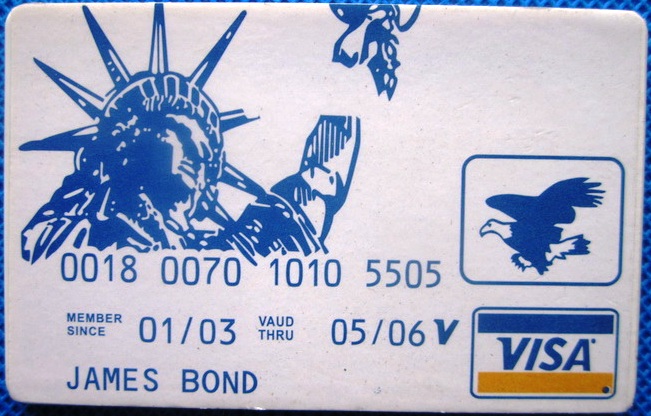 0018 0070 1010 5505
MEMBER SINCE 01/03 VAUD THRU 05/06 V
VISA
JAMES BOND